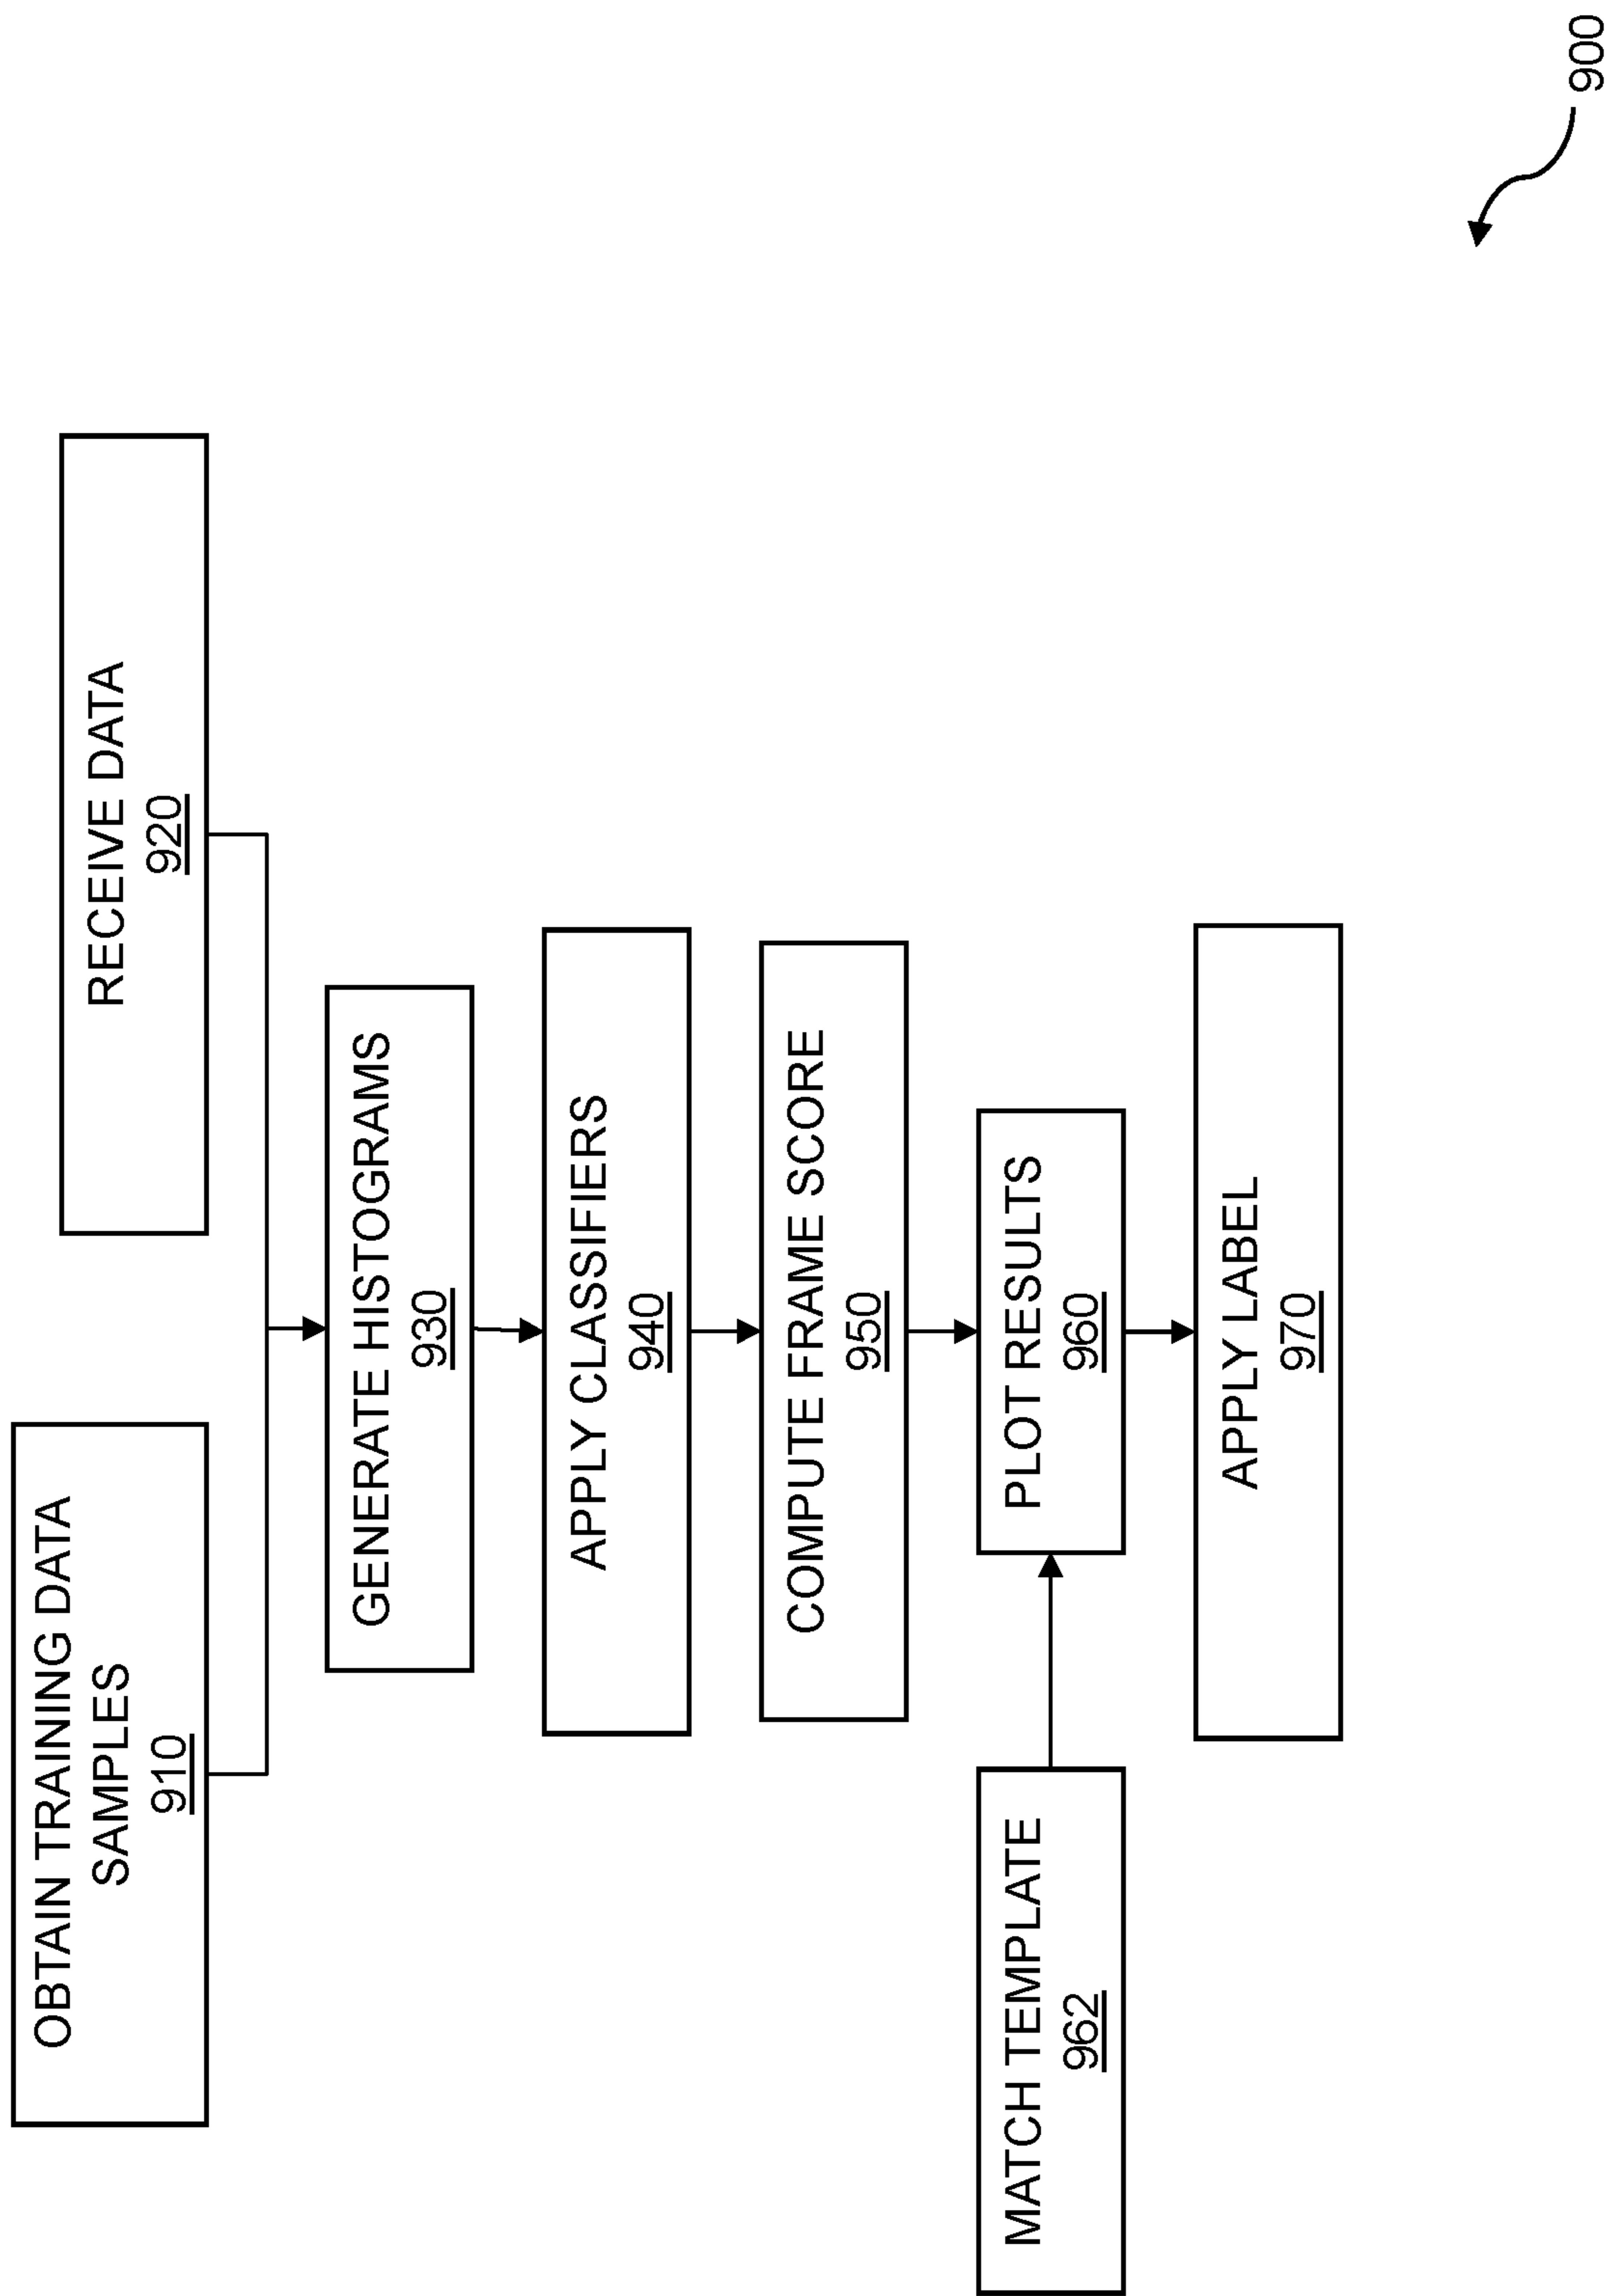 OBTAIN TRAINING DATA
SAMPLES
910
RECEIVE DATA
920
GENERATE HISTOGRAMS
930
APPLY CLASSIFIERS
940
COMPUTE FRAME SCORE
950
MATCH TEMPLATE
962
PLOT RESULTS
960
APPLY LABEL
970
900